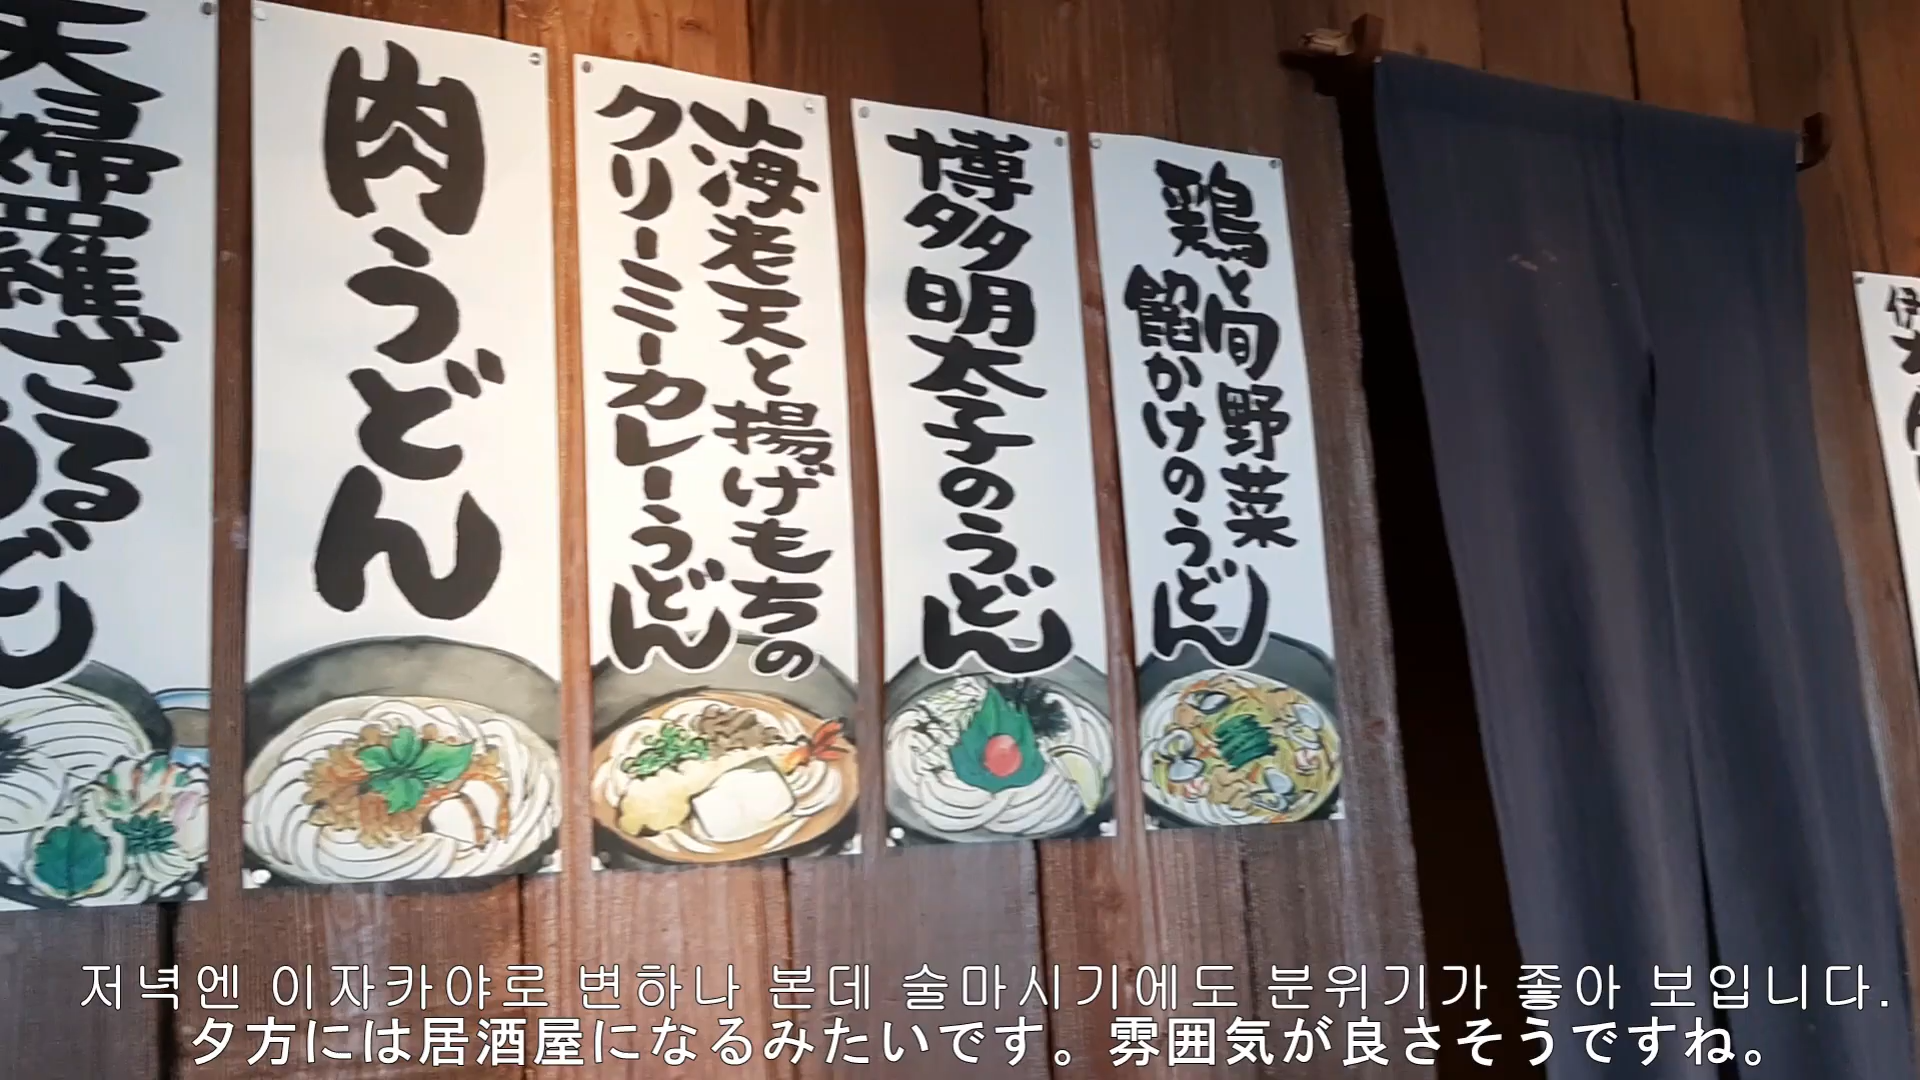 天婦羅ざる
うどん
肉うどん
海老天と揚げもちの
クリーミーカレーうどん
博多明太子のうどん
鶏と旬野菜
餡かけのうどん
저녁엔 이자카야로 변하나 본데 술마시기에도 분위기가 좋아 보입니다.
夕方には居酒屋になるみたいです。雰囲気が良さそうですね。